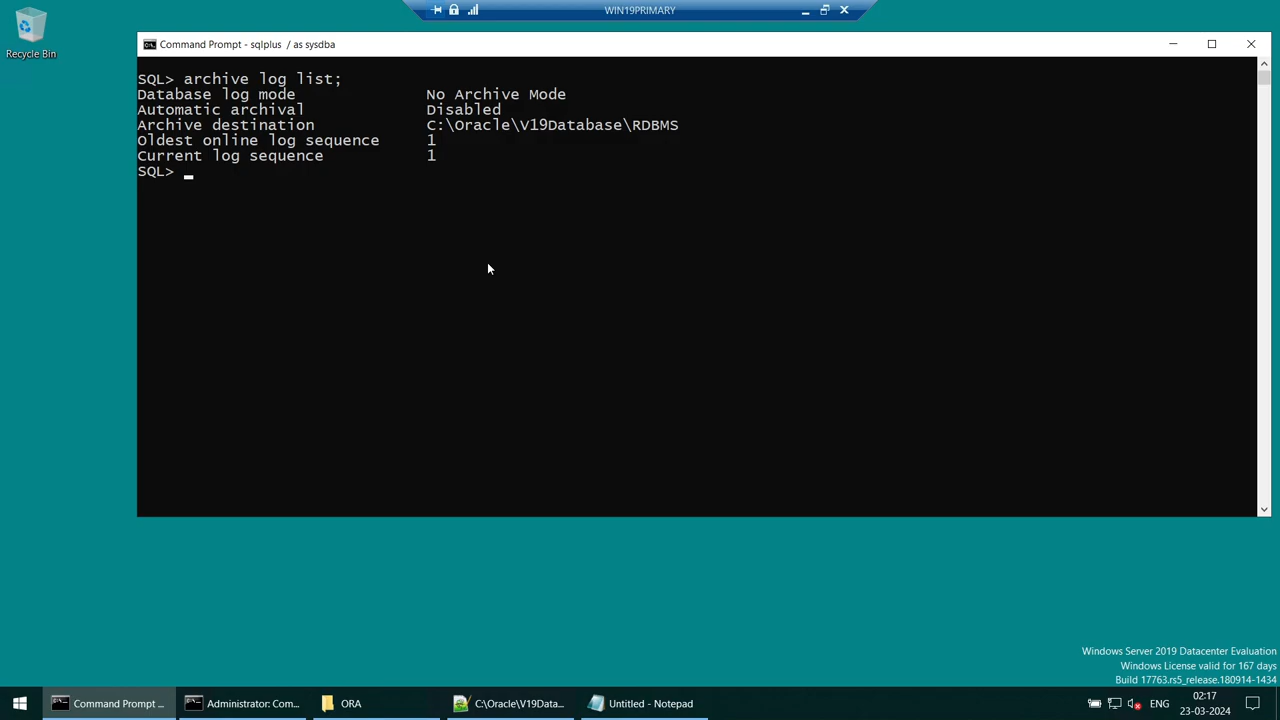 WIN19PRIMARY
Recycle Bin
Command Prompt - sqlplus / as sysdba
SQL> archive log list;
Database log mode No Archive Mode
Automatic archival Disabled
Archive destination C:\Oracle\V19Database\RDBMS
Oldest online log sequence 1
Current log sequence 1
SQL> _
Windows Server 2019 Datacenter Evaluation
Windows License valid for 167 days
Build 17763.rs5_release.180914-1434
Command Prompt ...
Administrator: Com...
ORA
C:\Oracle\V19Data...
Untitled - Notepad
ENG
02:17
23-03-2024